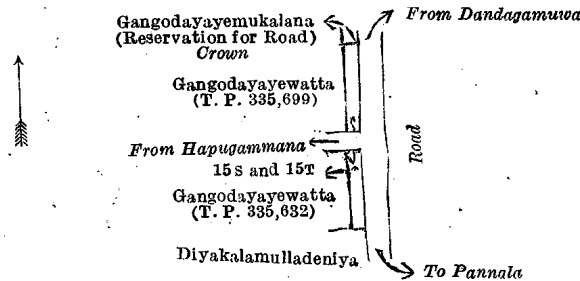 Gangodayayemukalana
(Reservation for Road)
Crown
From Dandagamuwa
Gangodayayewatta
(T. P. 335,699)
From Hapugammana
15S and 15T
Road
Gangodayayewatta
(T. P. 335,632)
Diyakalamulladeniya
To Pannala